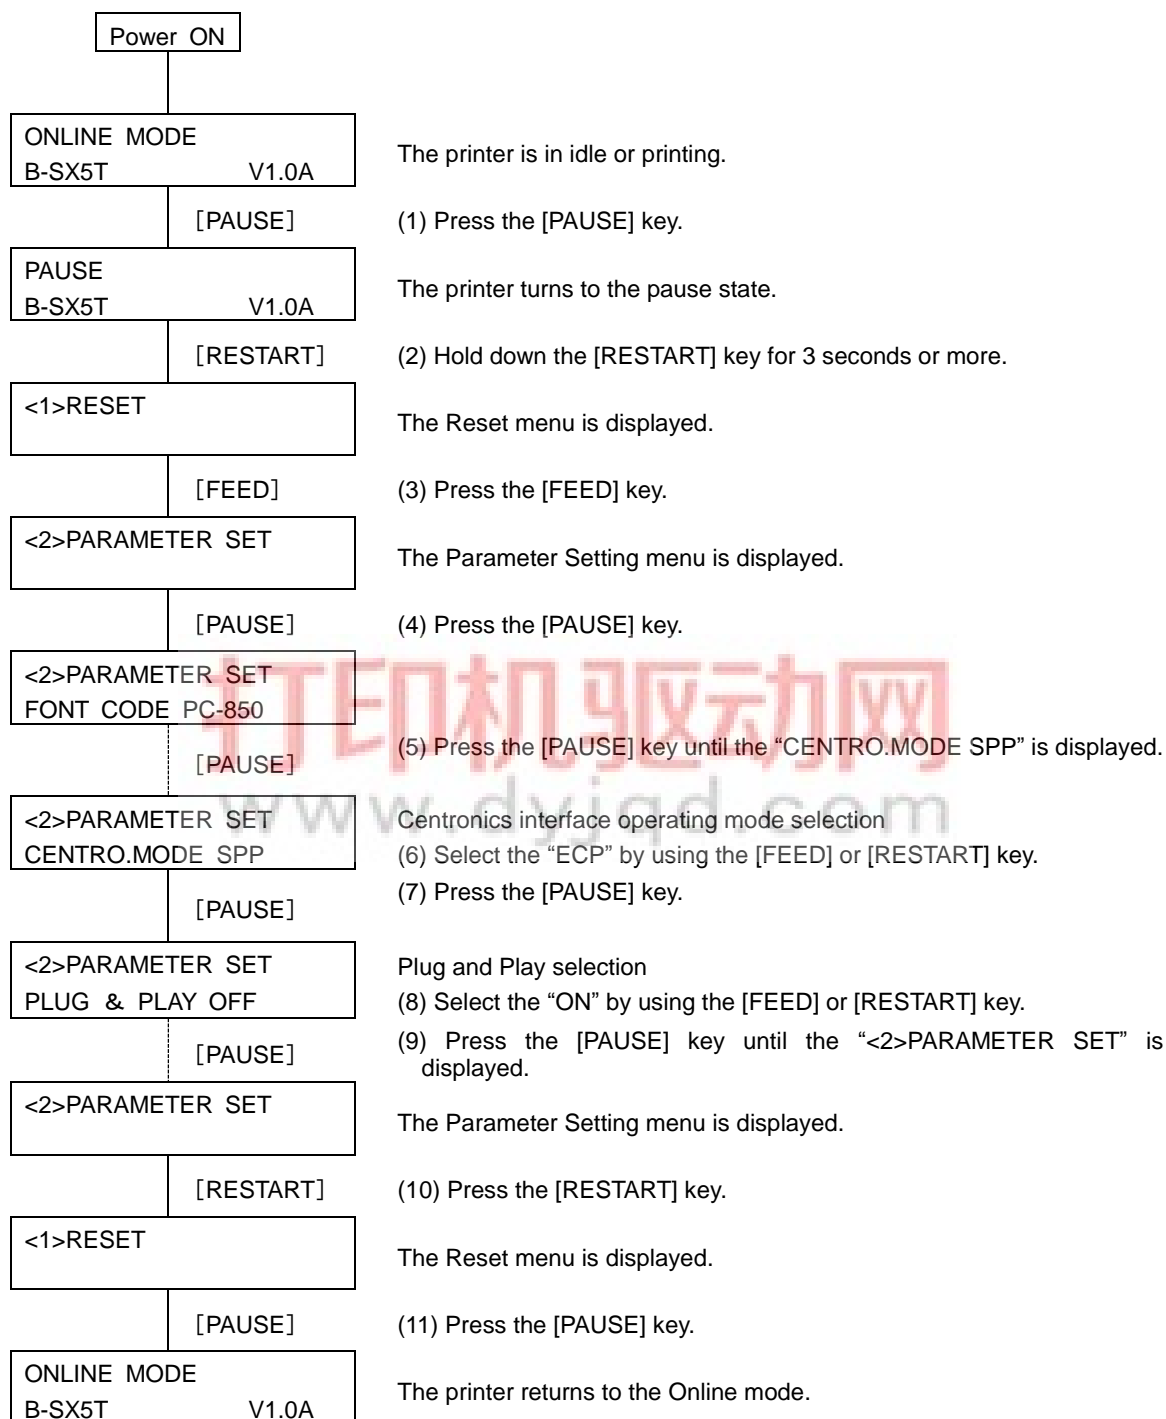 Power ON
ONLINE MODE
B-SX5T V1.0A
The printer is in idle or printing.
[PAUSE]
(1) Press the [PAUSE] key.
PAUSE
B-SX5T V1.0A
The printer turns to the pause state.
[RESTART]
(2) Hold down the [RESTART] key for 3 seconds or more.
<1>RESET
The Reset menu is displayed.
[FEED]
(3) Press the [FEED] key.
<2>PARAMETER SET
The Parameter Setting menu is displayed.
[PAUSE]
(4) Press the [PAUSE] key.
<2>PARAMETER SET
FONT CODE PC-850
打印机驱动网
[PAUSE]
(5) Press the [PAUSE] key until the “CENTRO.MODE SPP” is displayed.
www.dyjqd.com
<2>PARAMETER SET
CENTRO.MODE SPP
Centronics interface operating mode selection
(6) Select the “ECP” by using the [FEED] or [RESTART] key.
(7) Press the [PAUSE] key.
[PAUSE]
<2>PARAMETER SET
PLUG & PLAY OFF
Plug and Play selection
(8) Select the “ON” by using the [FEED] or [RESTART] key.
[PAUSE]
(9) Press the [PAUSE] key until the “<2>PARAMETER SET” is
displayed.
<2>PARAMETER SET
The Parameter Setting menu is displayed.
[RESTART]
(10) Press the [RESTART] key.
<1>RESET
The Reset menu is displayed.
[PAUSE]
(11) Press the [PAUSE] key.
ONLINE MODE
B-SX5T V1.0A
The printer returns to the Online mode.